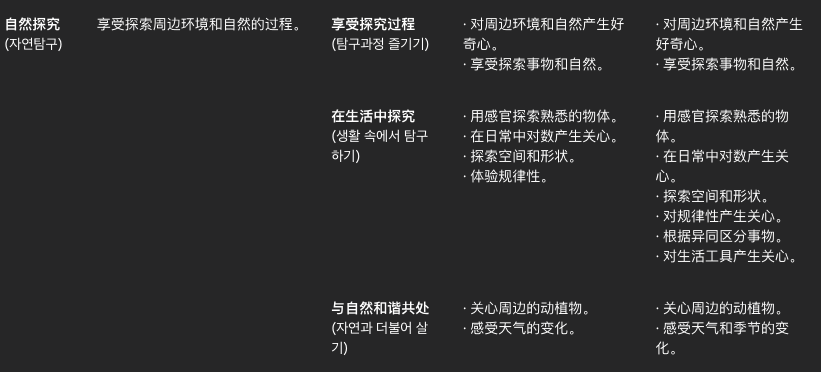 自然探究
(자연탐구)
享受探索周边环境和自然的过程。
享受探究过程
(탐구과정 즐기기)
· 对周边环境和自然产生好
奇心。
· 享受探索事物和自然。
· 对周边环境和自然产生
好奇心。
· 享受探索事物和自然。
在生活中探究
(생활 속에서 탐구
하기)
· 用感官探索熟悉的物体。
· 在日常中对数产生关心。
· 探索空间和形状。
· 体验规律性。
· 用感官探索熟悉的物
体。
· 在日常中对数产生关
心。
· 探索空间和形状。
· 对规律性产生关心。
· 根据异同区分事物。
· 对生活工具产生关心。
与自然和谐共处
(자연과 더불어 살
기)
· 关心周边的动植物。
· 感受天气的变化。
· 关心周边的动植物。
· 感受天气和季节的变
化。